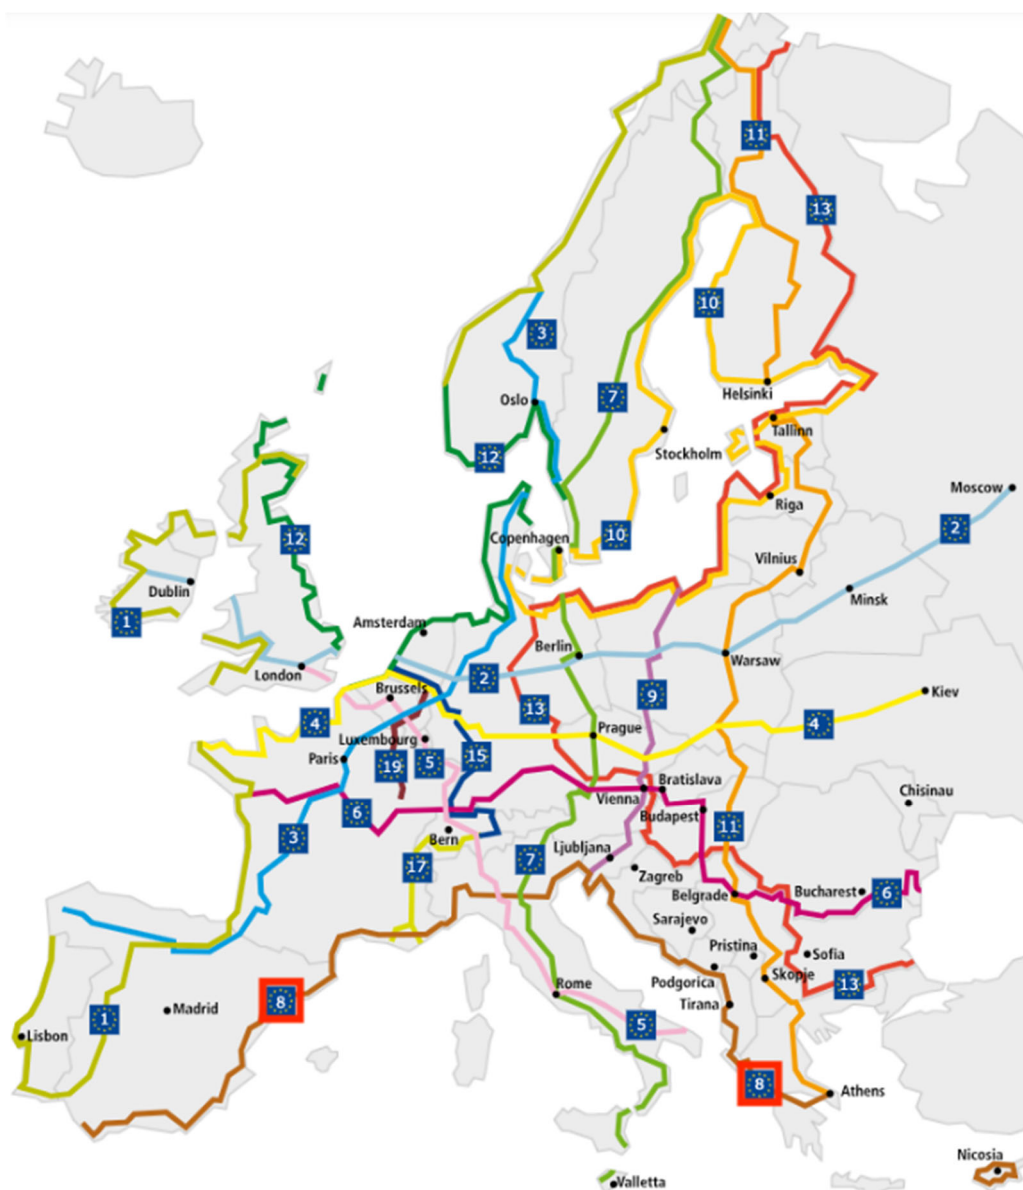 11
13
10
3
7
Oslo
Helsinki
12
Tallinn
Stockholm
Moscow
Riga
2
12
Copenhagen
10
Vilnius
Dublin
Minsk
1
Amsterdam
Berlin
Warsaw
London
2
Brussels
9
Kiev
13
4
4
Prague
Luxembourg
Paris
15
5
19
Bratislava
Vienna
Chisinau
6
Budapest
11
3
Bern
Ljubljana
7
17
Zagreb
Belgrade
Bucharest
6
Sarajevo
Pristina
Sofia
Rome
Podgorica
Skopje
13
8
Tirana
Madrid
1
5
Lisbon
8
Athens
Nicosia
Valletta